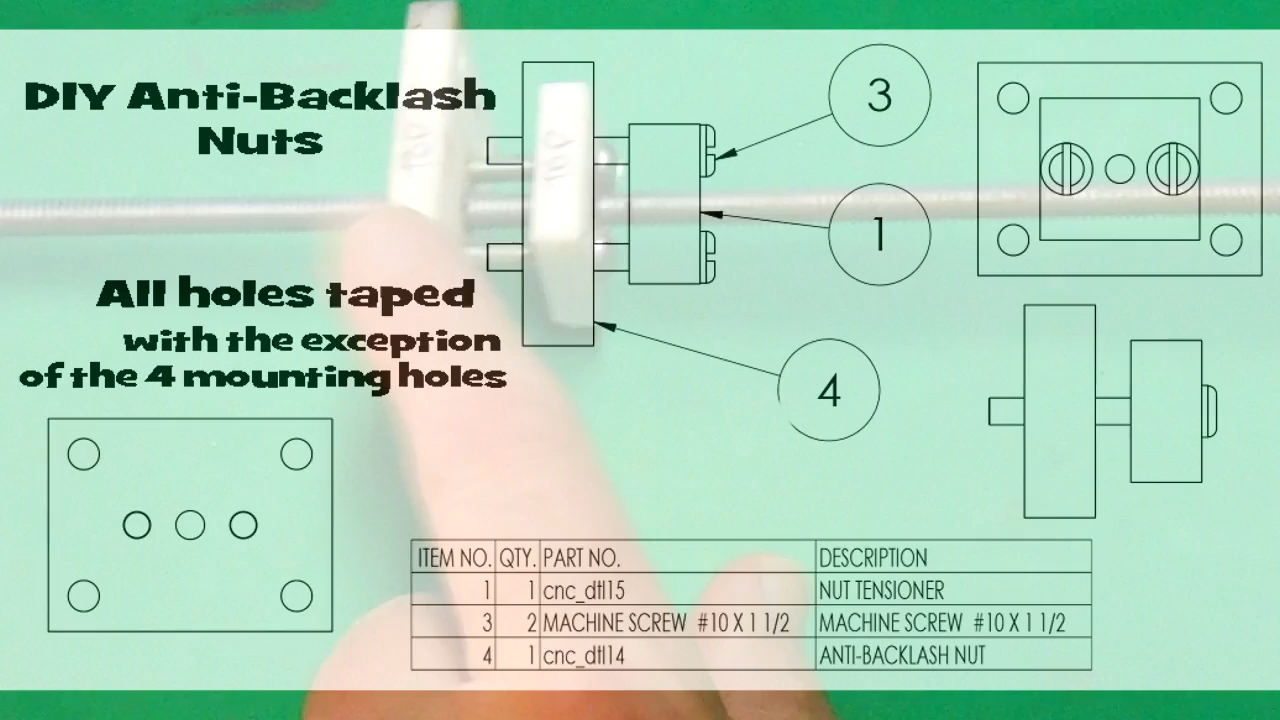 DIY Anti-Backlash
Nuts
TOP
TOP
3
1
4
All holes taped
with the exception
of the 4 mounting holes
ITEM NO. QTY. PART NO. DESCRIPTION
1 1 cnc_dtl15 NUT TENSIONER
3 2 MACHINE SCREW #10 X 1 1/2 MACHINE SCREW #10 X 1 1/2
4 1 cnc_dtl14 ANTI-BACKLASH NUT